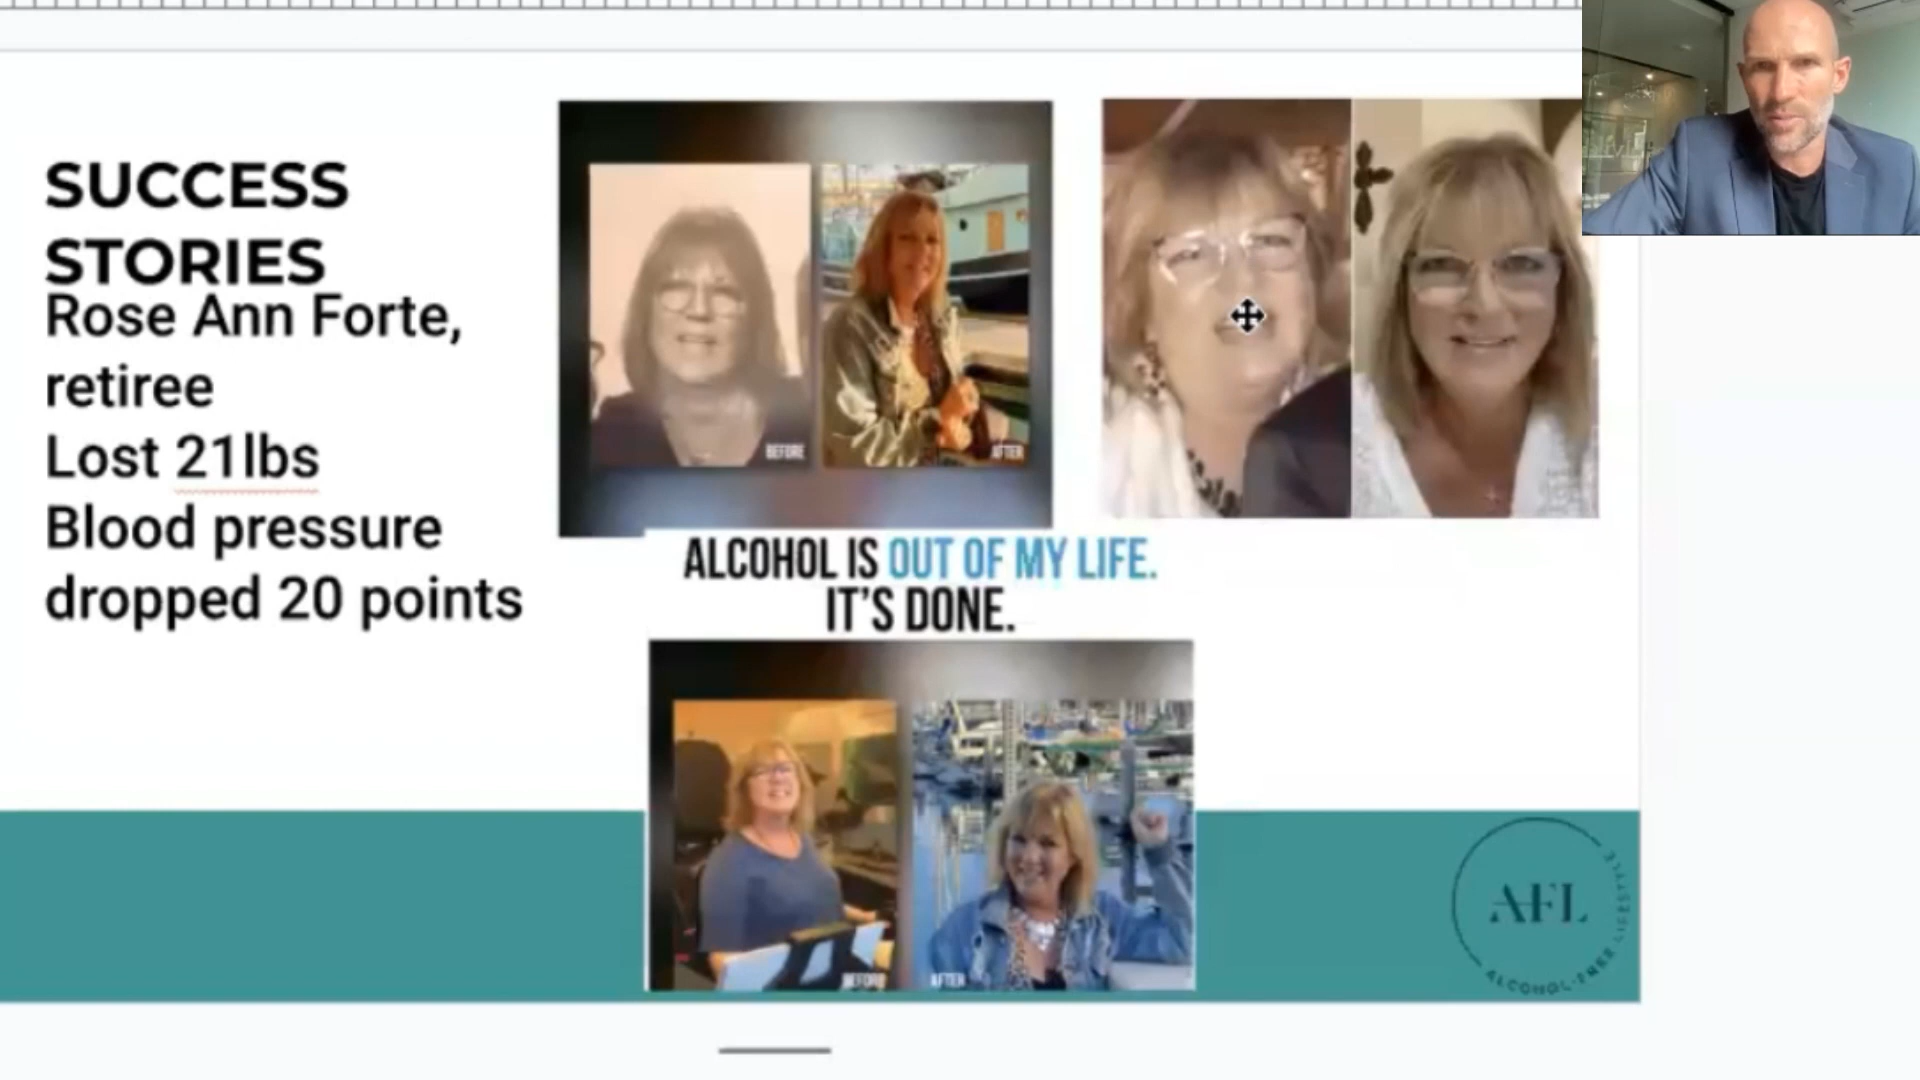 SUCCESS
STORIES
Rose Ann Forte,
retiree
Lost 21lbs
Blood pressure
dropped 20 points
BEFORE
AFTER
ALCOHOL IS OUT OF MY LIFE.
IT'S DONE.
BEFORE
AFTER
AFL
ALCOHOL-FREE LIFESTYLE